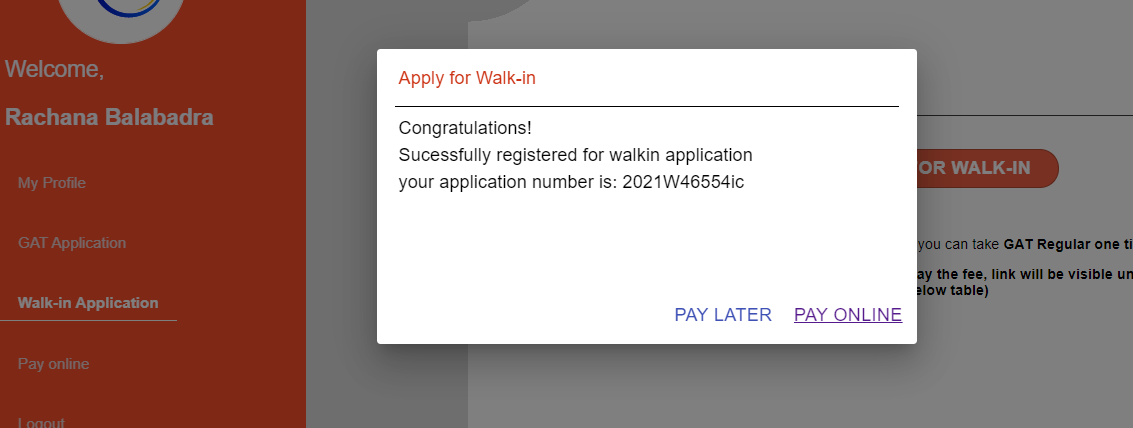 Welcome,
Rachana Balabadra
My Profile
GAT Application
Walk-in Application
Pay online
Logout
Apply for Walk-in
Congratulations!
Sucessfully registered for walkin application
your application number is: 2021W46554ic
PAY LATER
PAY ONLINE
OR WALK-IN
you can take GAT Regular one ti
ay the fee, link will be visible un
elow table)